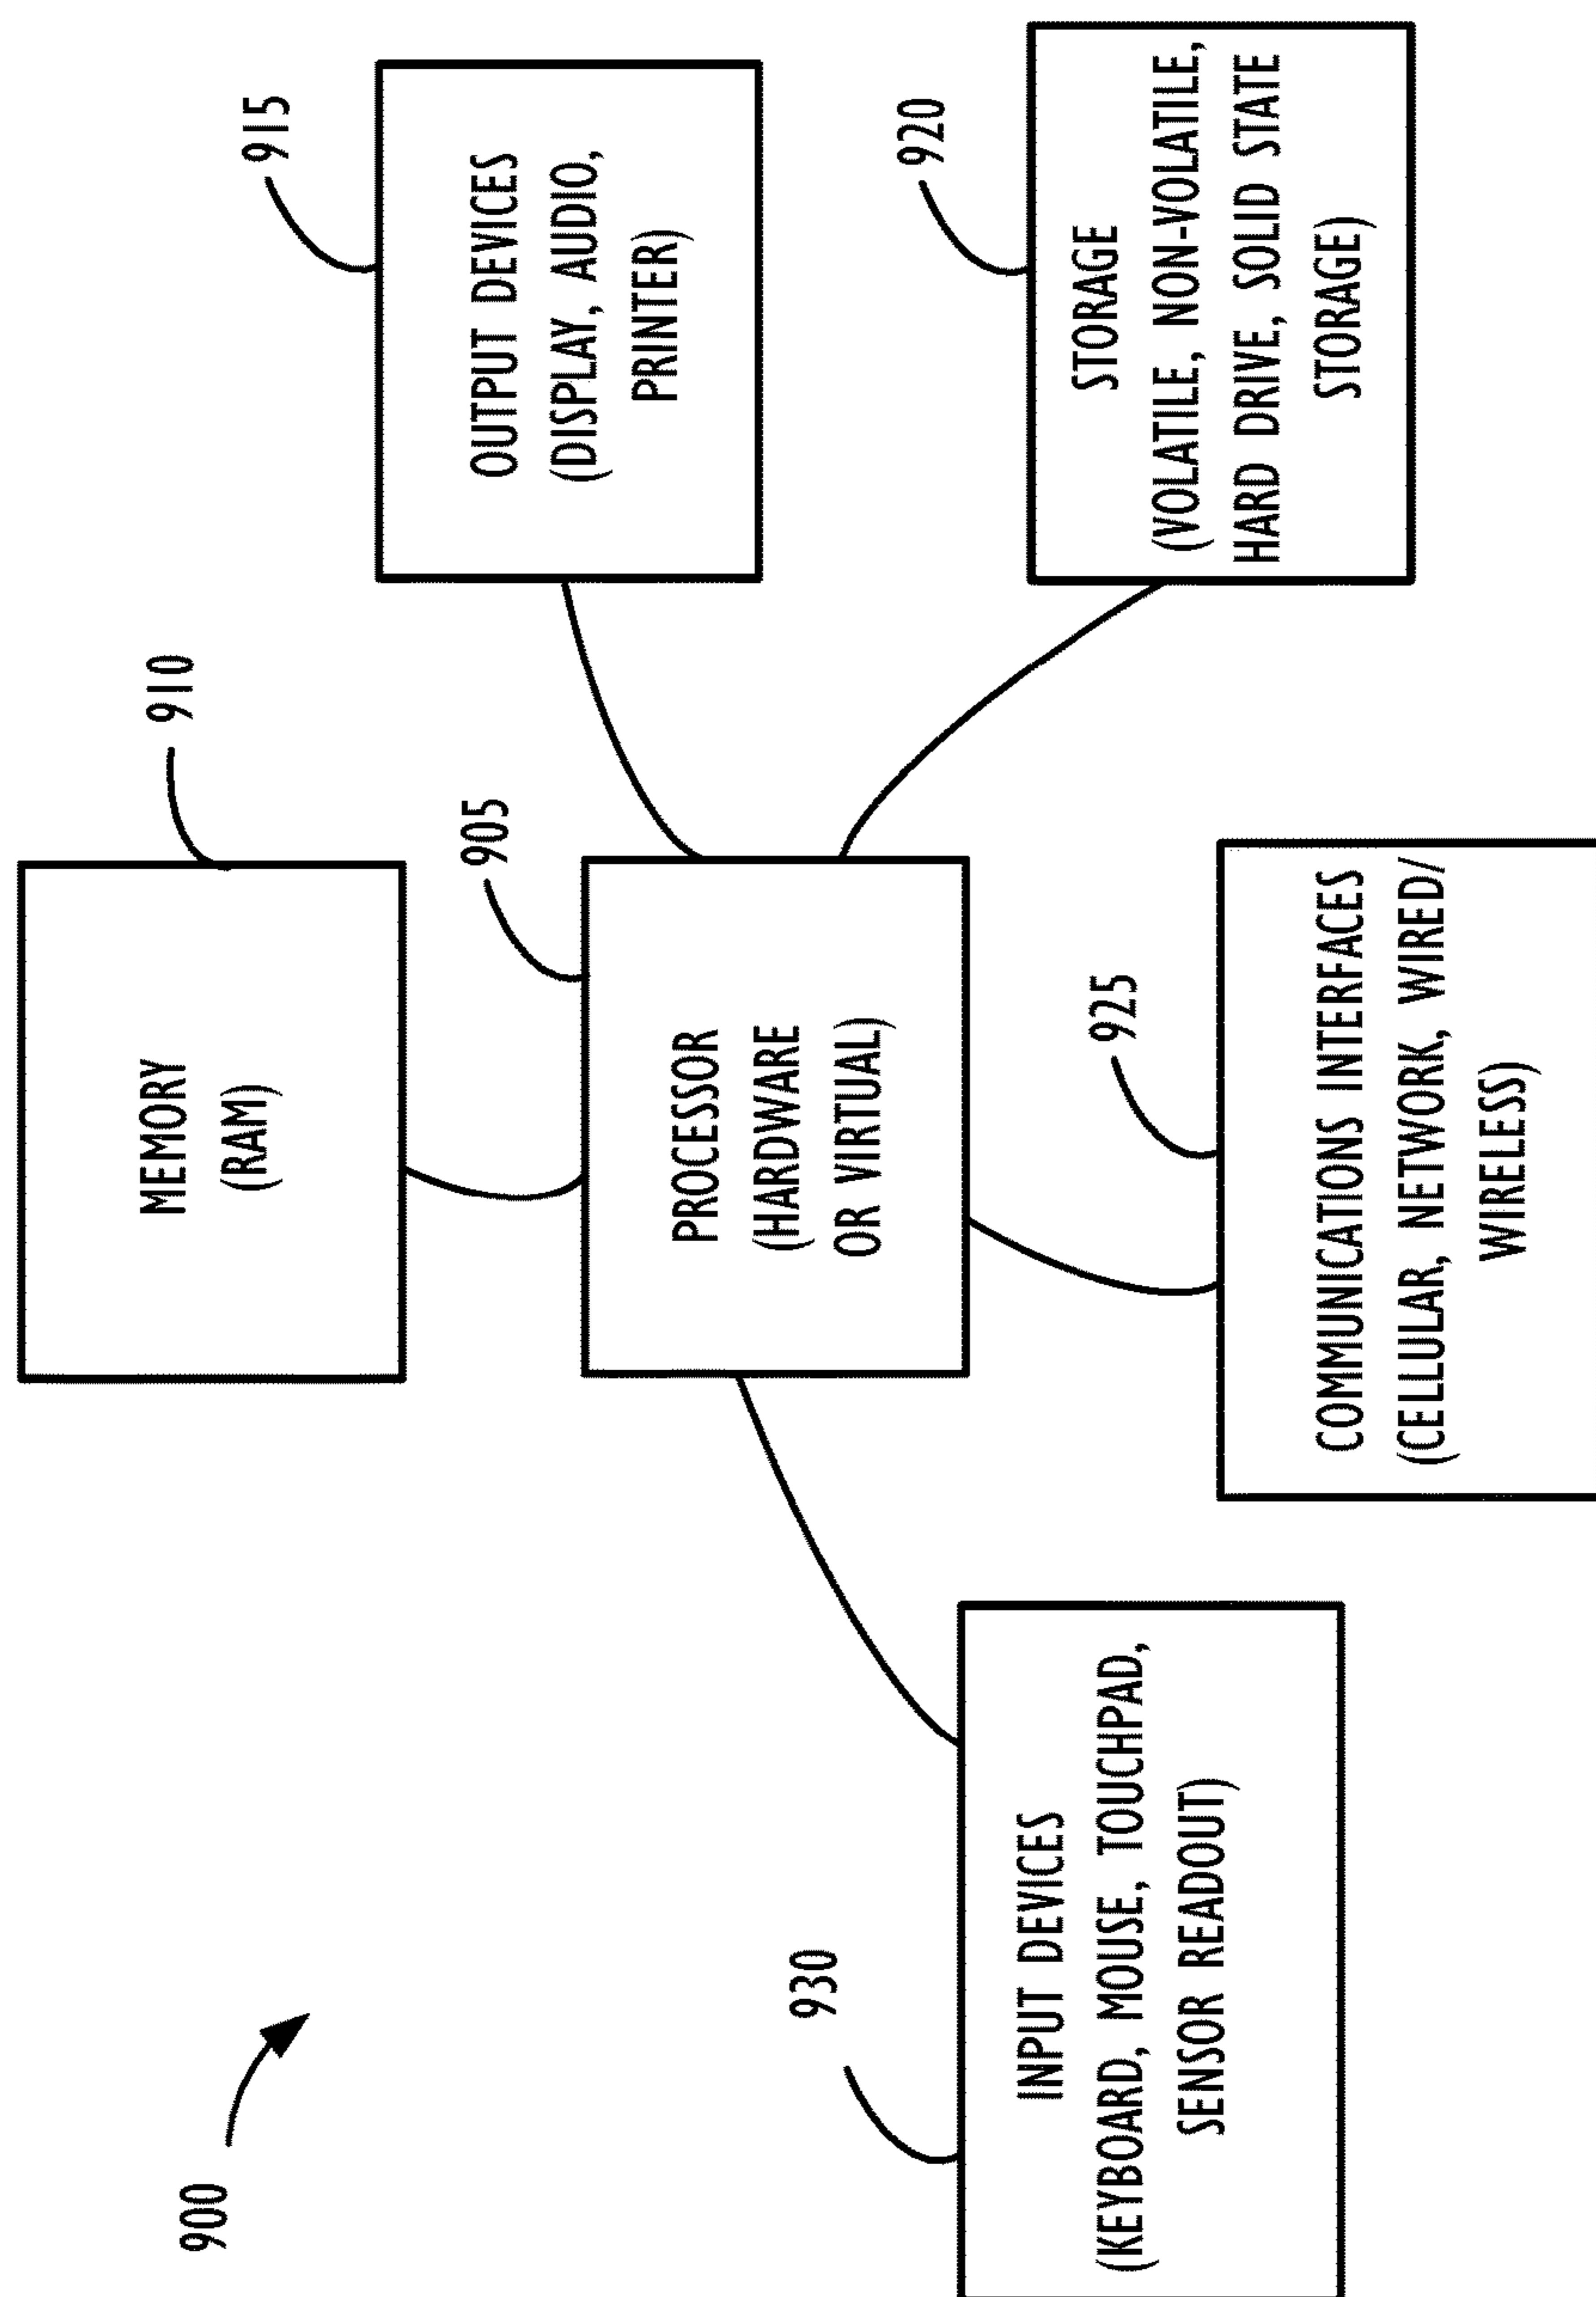 910
MEMORY
(RAM)
915
OUTPUT DEVICES
(DISPLAY, AUDIO,
PRINTER)
900
905
PROCESSOR
(HARDWARE
OR VIRTUAL)
930
INPUT DEVICES
(KEYBOARD, MOUSE, TOUCHPAD,
SENSOR READOUT)
920
STORAGE
(VOLATILE, NON-VOLATILE,
HARD DRIVE, SOLID STATE
STORAGE)
925
COMMUNICATIONS INTERFACES
(CELLULAR, NETWORK, WIRED/
WIRELESS)